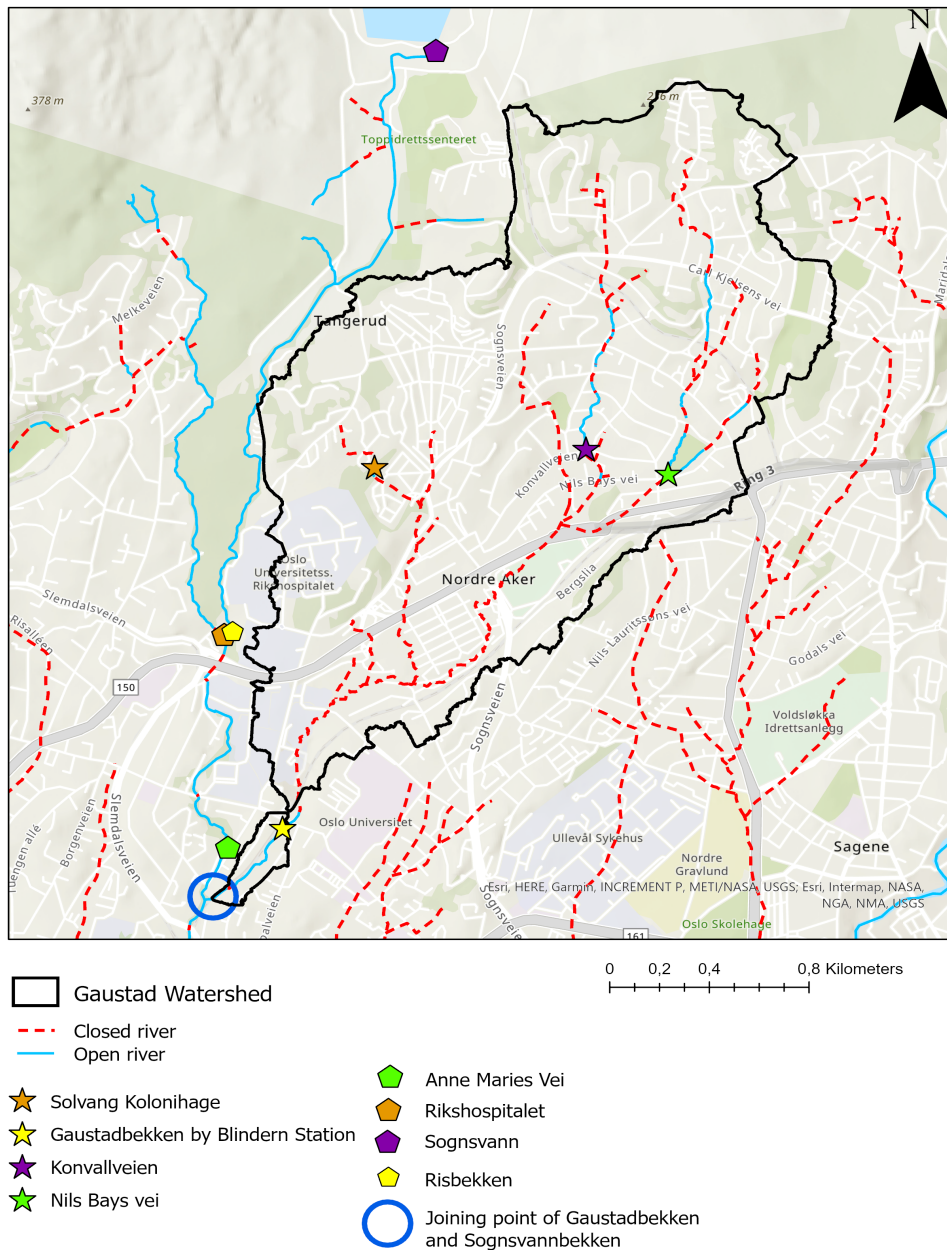 N
378 m
Toppidrettssenteret
Melkeveien
Tangerud
Sognsveien
Carl Kjelsens vei
Konvallveien
Nils Bays vei
Ring 3
Oslo
Universitetss.
Rikshospitalet
Nordre Aker
Bergslia
Slemdalsveien
Risalléen
Nils Lauritssøns vei
Godals vei
150
Sognsveien
Voldsløkka
Idrettsanlegg
Slemdalsveien
Borgenveien
Oslo Universitet
Ullevål Sykehus
Nordre
Gravlund
Sagene
Esri, HERE, Garmin, INCREMENT P, METI/NASA, USGS; Esri, Intermap, NASA,
NGA, NMA, USGS
Oslo Skolehage
161
0 0,2 0,4 0,8 Kilometers
Gaustad Watershed
Closed river
Open river
Solvang Kolonihage
Gaustadbekken by Blindern Station
Konvallveien
Nils Bays vei
Anne Maries Vei
Rikshospitalet
Sognsvann
Risbekken
Joining point of Gaustadbekken
and Sognsvannbekken